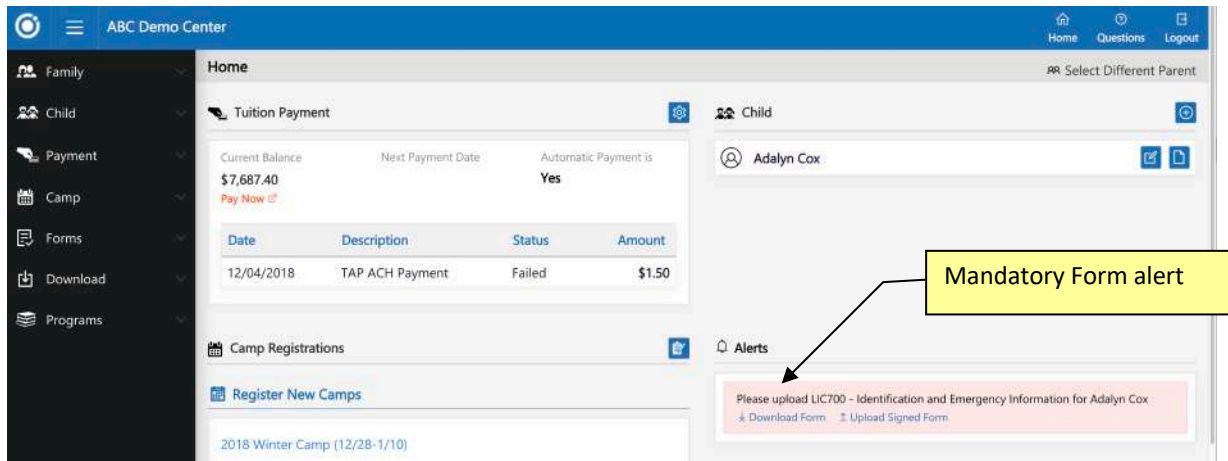 ABC Demo Center
Home Questions Logout
Family
Child
Payment
Camp
Forms
Download
Programs
Home
Select Different Parent
Tuition Payment
Current Balance Next Payment Date Automatic Payment is
$7,687.40 Yes
Pay Now
Date Description Status Amount
12/04/2018 TAP ACH Payment Failed $1.50
Child
Adalyn Cox
Mandatory Form alert
Camp Registrations
Register New Camps
2018 Winter Camp (12/28-1/10)
Alerts
Please upload LIC700 - Identification and Emergency Information for Adalyn Cox
Download Form Upload Signed Form